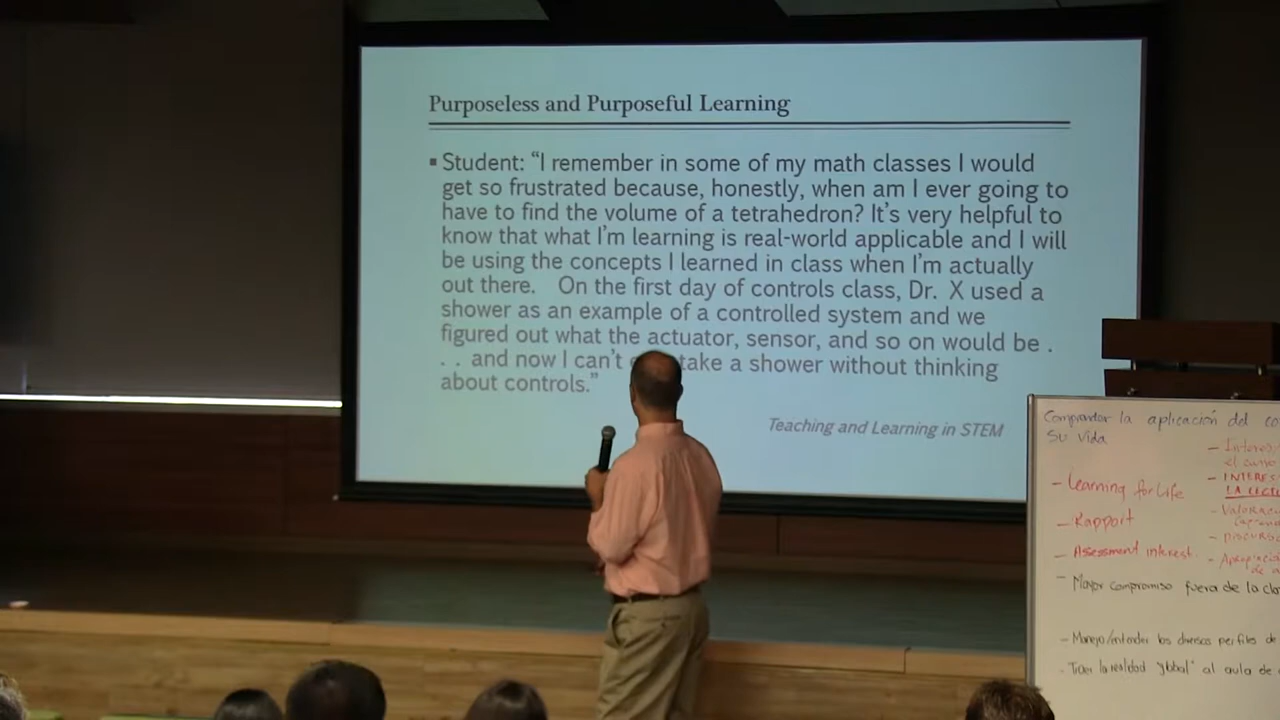 Purposeless and Purposeful Learning
▪ Student: “I remember in some of my math classes I would
get so frustrated because, honestly, when am I ever going to
have to find the volume of a tetrahedron? It’s very helpful to
know that what I’m learning is real-world applicable and I will
be using the concepts I learned in class when I’m actually
out there. On the first day of controls class, Dr. X used a
shower as an example of a controlled system and we
figured out what the actuator, sensor, and so on would be .
. . and now I can’t take a shower without thinking
about controls.”
Teaching and Learning in STEM
la aplicación del
Su vida
- Learning for Life
- Rapport
- Assessment interest
- Mayor compromiso fuera de la
- Manejo/entender los diversos perfiles de
- Traer la realidad "global" al aula de
- 
el
- INTERES
LA